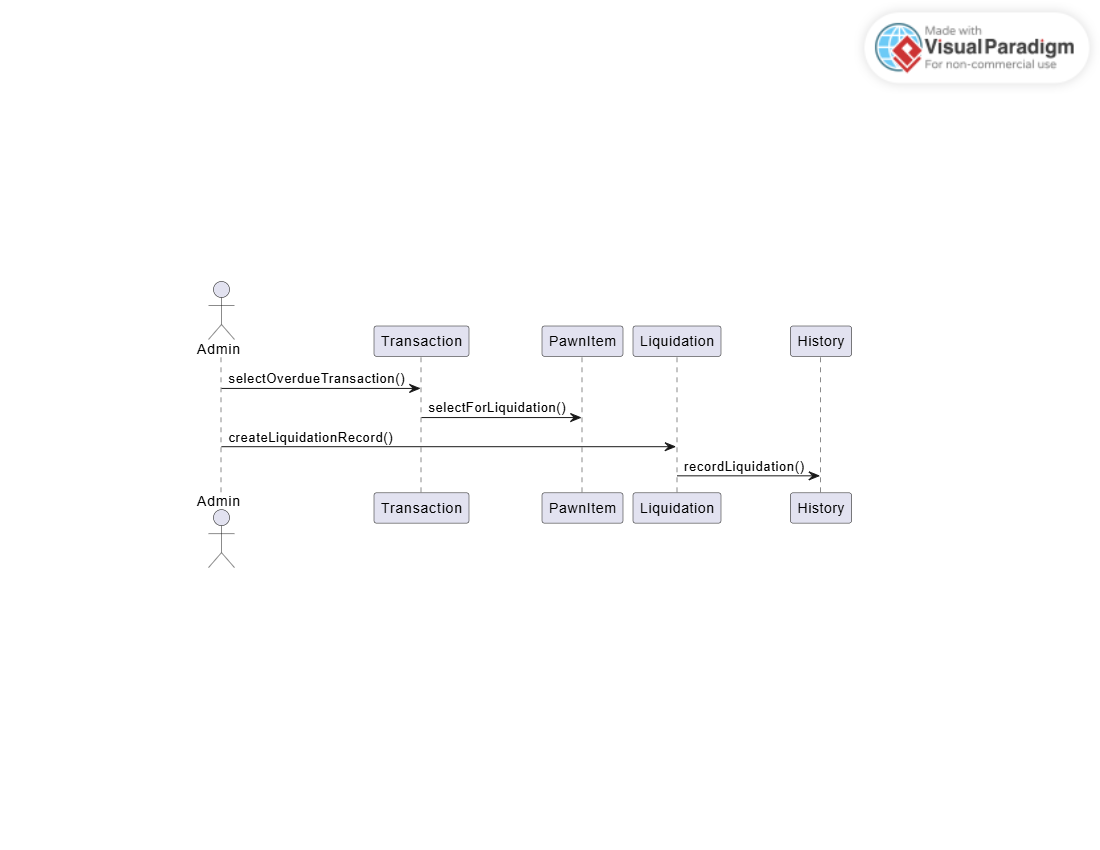 Made with
Visual Paradigm
For non-commercial use
Admin
Transaction
PawnItem
Liquidation
History
selectOverdueTransaction()
selectForLiquidation()
createLiquidationRecord()
recordLiquidation()
Admin
Transaction
PawnItem
Liquidation
History